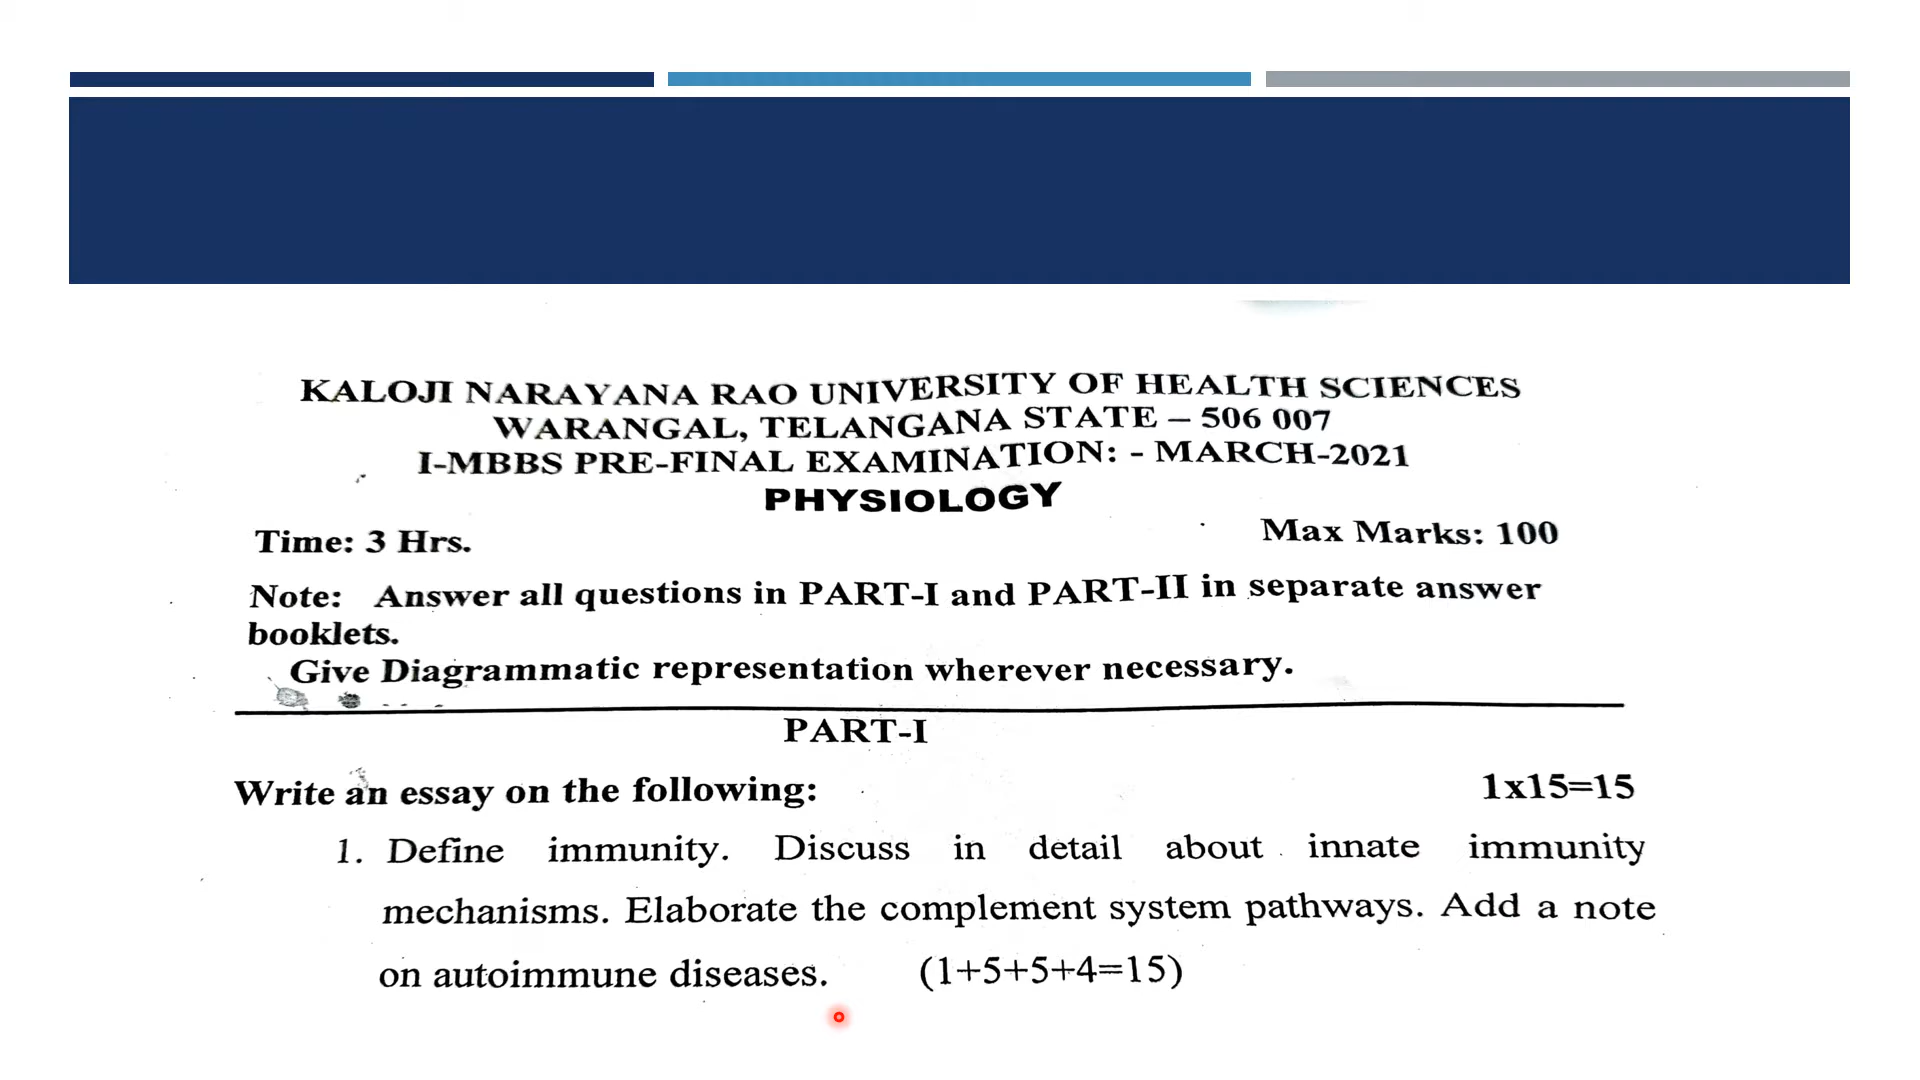 KALOJI NARAYANA RAO UNIVERSITY OF HEALTH SCIENCES
WARANGAL, TELANGANA STATE – 506 007
I-MBBS PRE-FINAL EXAMINATION: - MARCH-2021
PHYSIOLOGY
Time: 3 Hrs. Max Marks: 100
Note: Answer all questions in PART-I and PART-II in separate answer
booklets.
Give Diagrammatic representation wherever necessary.
PART-I
Write an essay on the following: 1x15=15
1. Define immunity. Discuss in detail about innate immunity
mechanisms. Elaborate the complement system pathways. Add a note
on autoimmune diseases. (1+5+5+4=15)